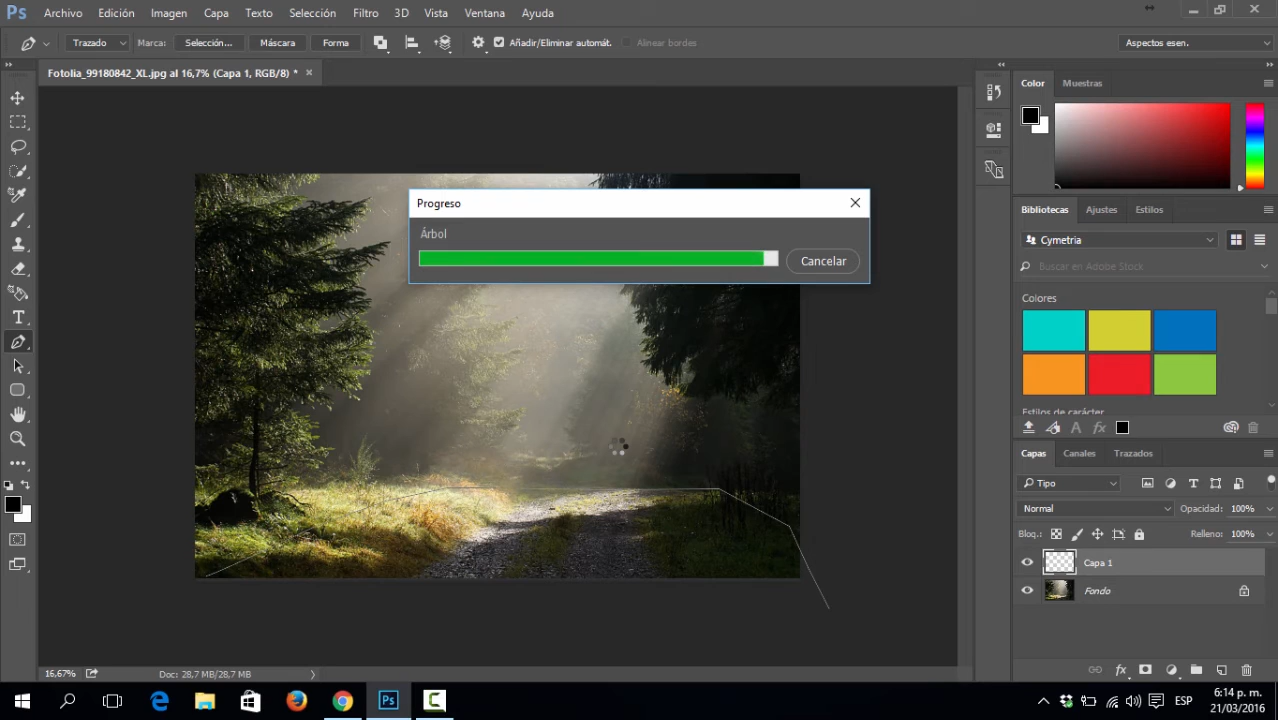 Ps Archivo Edición Imagen Capa Texto Selección Filtro 3D Vista Ventana Ayuda
Trazado Marca: Selección... Máscara Forma Añadir/Eliminar automát. Alinear bordes Aspectos esen.
Fotolia_99180842_XL.jpg al 16,7% (Capa 1, RGB/8) * ×
Color Muestras
Progreso
Árbol
Cancelar
Bibliotecas Ajustes Estilos
Cymetria
Buscar en Adobe Stock
Colores
Estilos de carácter
Capas Canales Trazados
Tipo
Normal Opacidad: 100%
Bloq.: Relleno: 100%
Capa 1
Fondo
16,67% Doc: 28,7 MB/28,7 MB
ESP
6:14 p. m.
21/03/2016